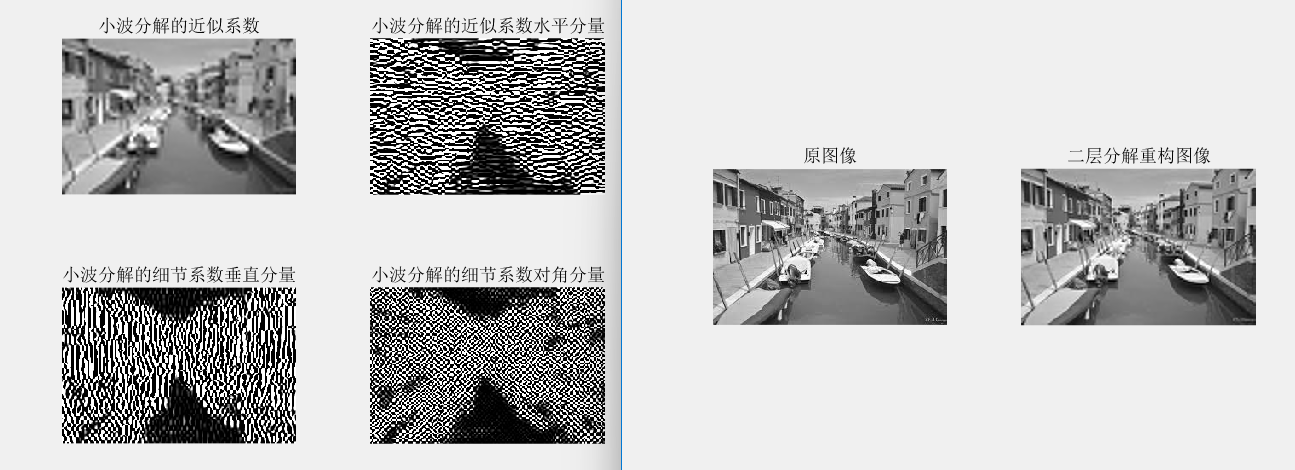 小波分解的近似系数
小波分解的近似系数水平分量
小波分解的细节系数垂直分量
小波分解的细节系数对角分量
原图像
二层分解重构图像